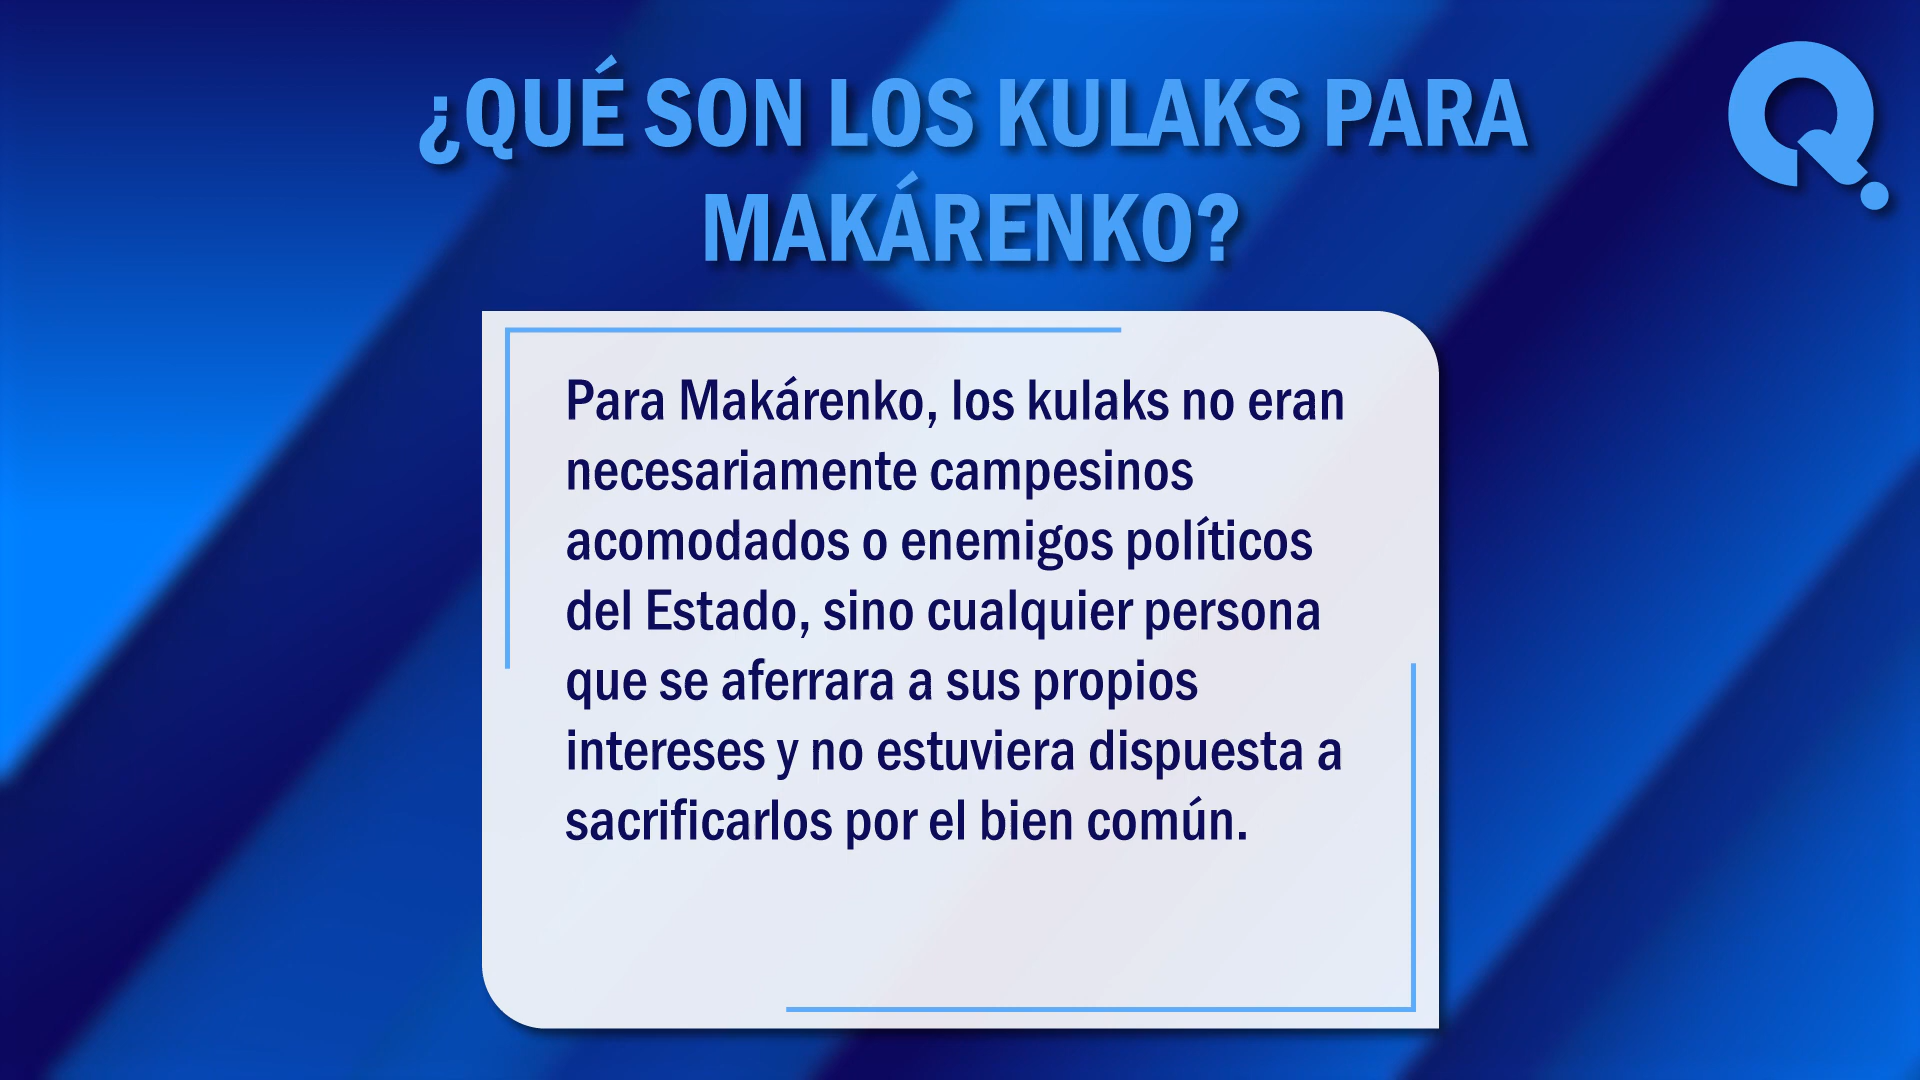 ¿QUÉ SON LOS KULAKS PARA
MAKÁRENKO?
Q.
Para Makárenko, los kulaks no eran
necesariamente campesinos
acomodados o enemigos políticos
del Estado, sino cualquier persona
que se aferrara a sus propios
intereses y no estuviera dispuesta a
sacrificarlos por el bien común.